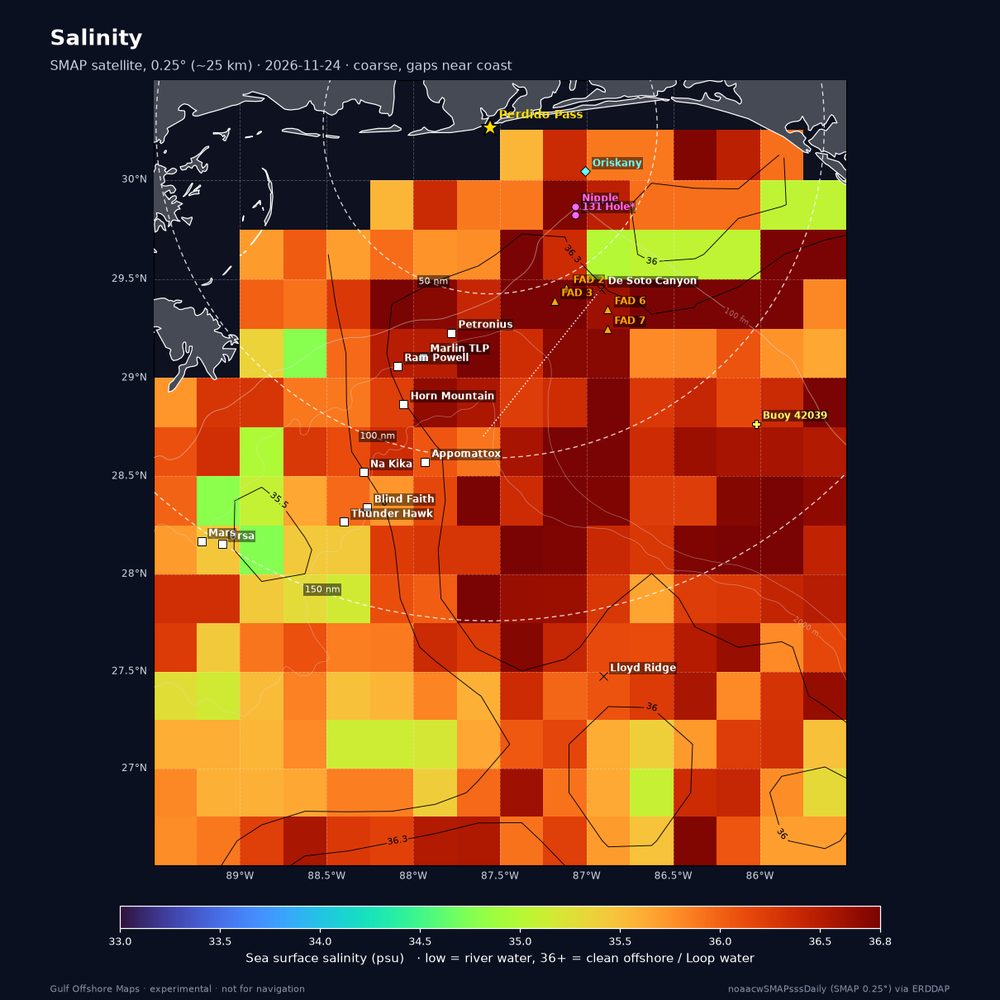 Salinity
SMAP satellite, 0.25° (~25 km) · 2026-11-24 · coarse, gaps near coast
Perdido Pass
Oriskany
30°N
Nipple
131 Hole
36
36.3
29.5°N
50 nm
FAD 2
De Soto Canyon
FAD 3
FAD 6
100 fm
FAD 7
Petronius
Marlin TLP
Ram Powell
29°N
Horn Mountain
Buoy 42039
100 nm
Appomattox
Na Kika
28.5°N
35.5
Blind Faith
Thunder Hawk
Mars
rsa
28°N
150 nm
2000 m
27.5°N
Lloyd Ridge
36
27°N
36
36.3
89°W 88.5°W 88°W 87.5°W 87°W 86.5°W 86°W
33.0 33.5 34.0 34.5 35.0 35.5 36.0 36.5 36.8
Sea surface salinity (psu) · low = river water, 36+ = clean offshore / Loop water
Gulf Offshore Maps · experimental · not for navigation
noaacwSMAPsssDaily (SMAP 0.25°) via ERDDAP